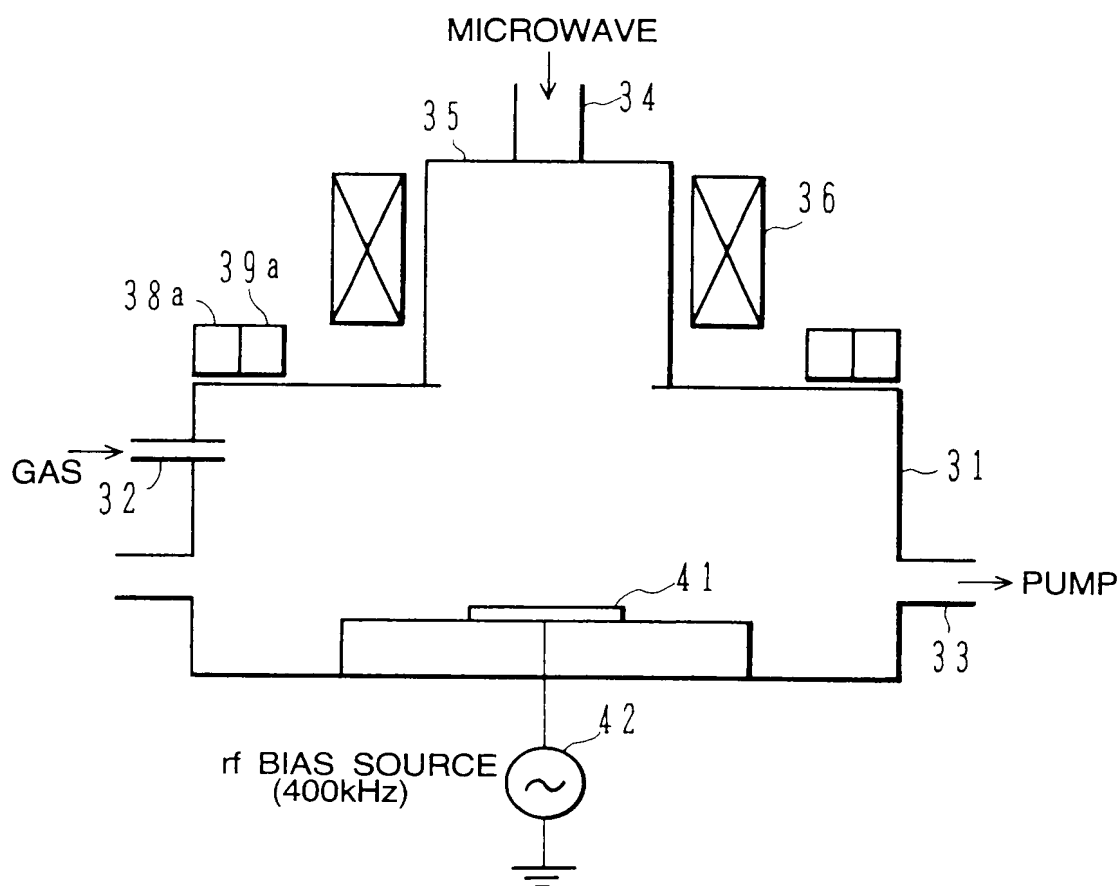 MICROWAVE
34
35
36
39a
38a
GAS
32
31
41
PUMP
33
42
rf BIAS SOURCE
(400kHz)